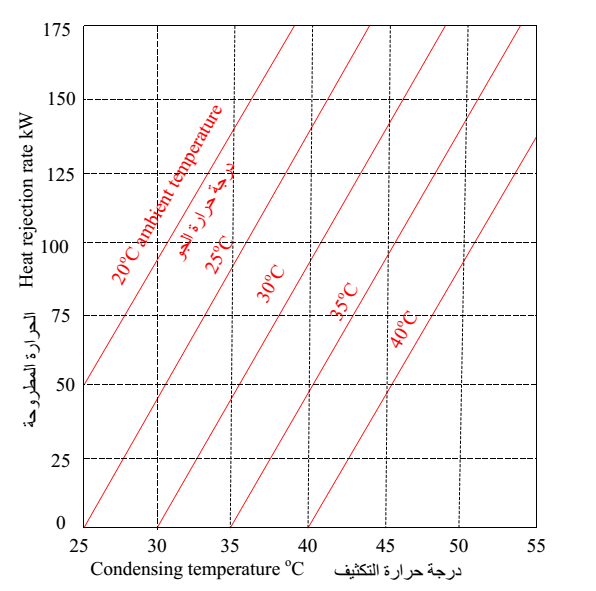 175
150
125
100
75
50
25
0
Heat rejection rate kW
الحرارة المطروحة
20°C ambient temperature
درجة حرارة الجو
25°C
30°C
35°C
40°C
25 30 35 40 45 50 55
Condensing temperature °C درجة حرارة التكثيف